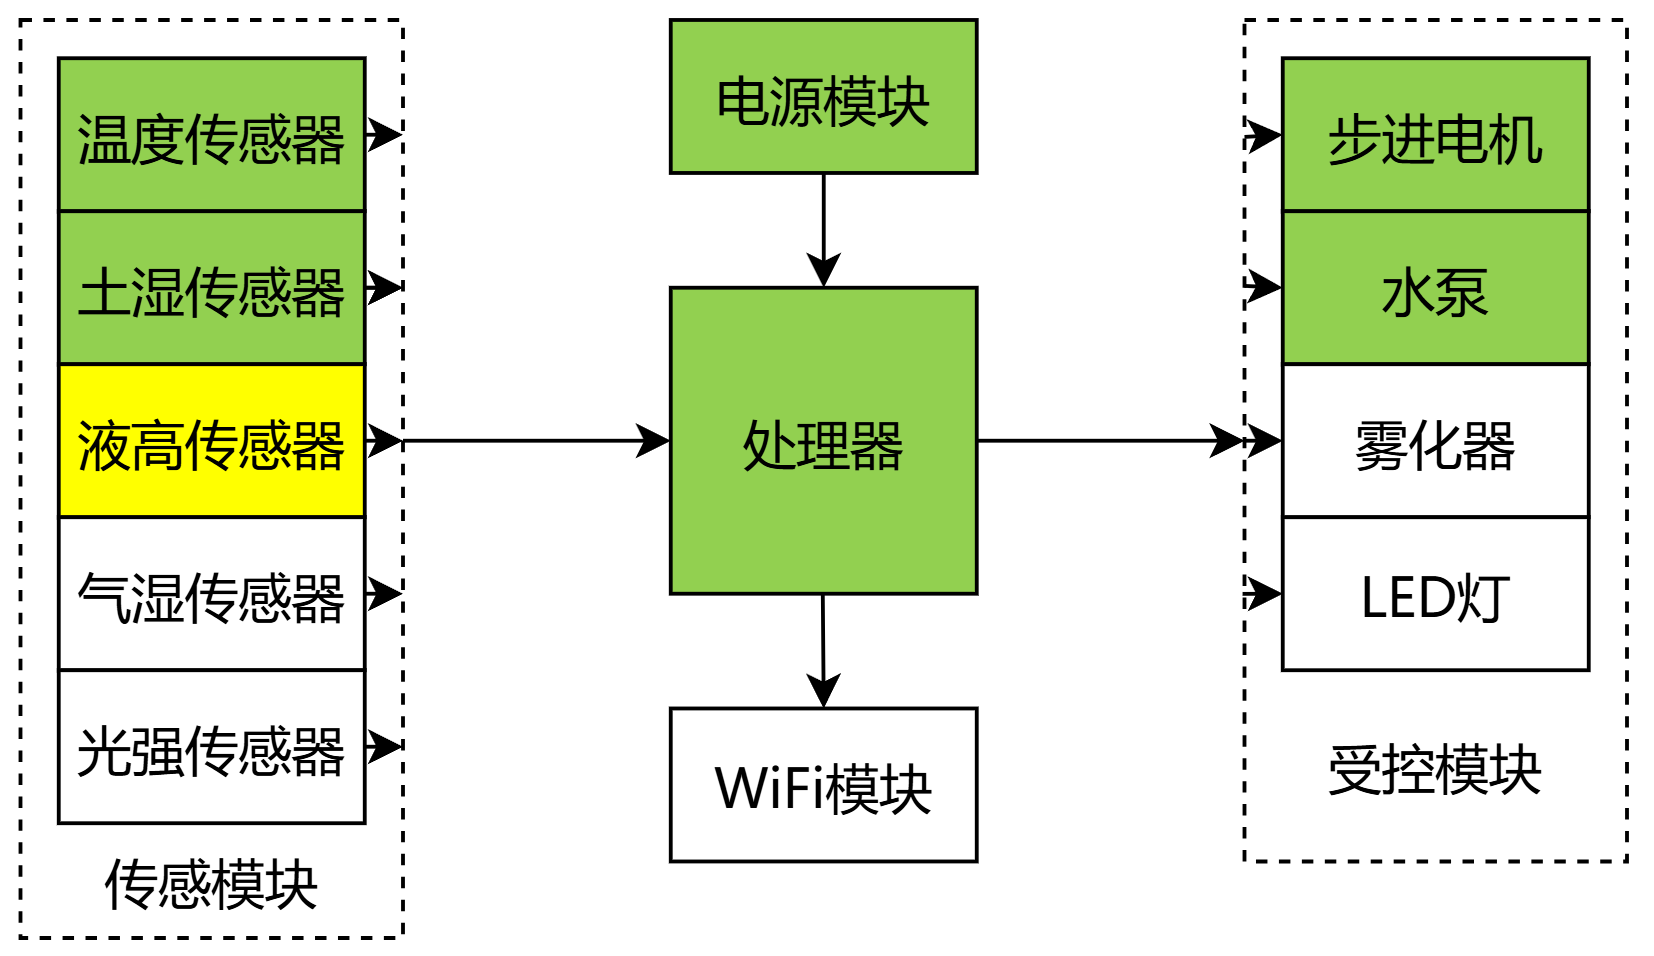 温度传感器
土湿传感器
液高传感器
气湿传感器
光强传感器
传感模块
电源模块
处理器
WiFi模块
步进电机
水泵
雾化器
LED灯
受控模块